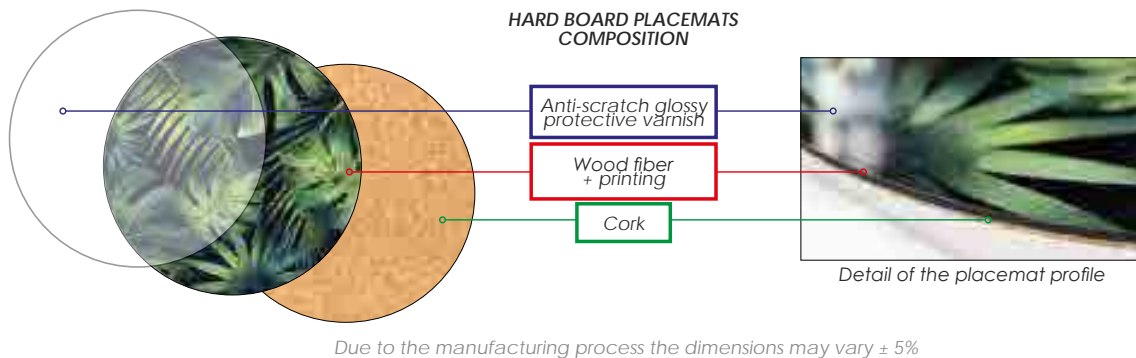 HARD BOARD PLACEMATS
COMPOSITION
Anti-scratch glossy
protective varnish
Wood fiber
+ printing
Cork
Detail of the placemat profile
Due to the manufacturing process the dimensions may vary ± 5%